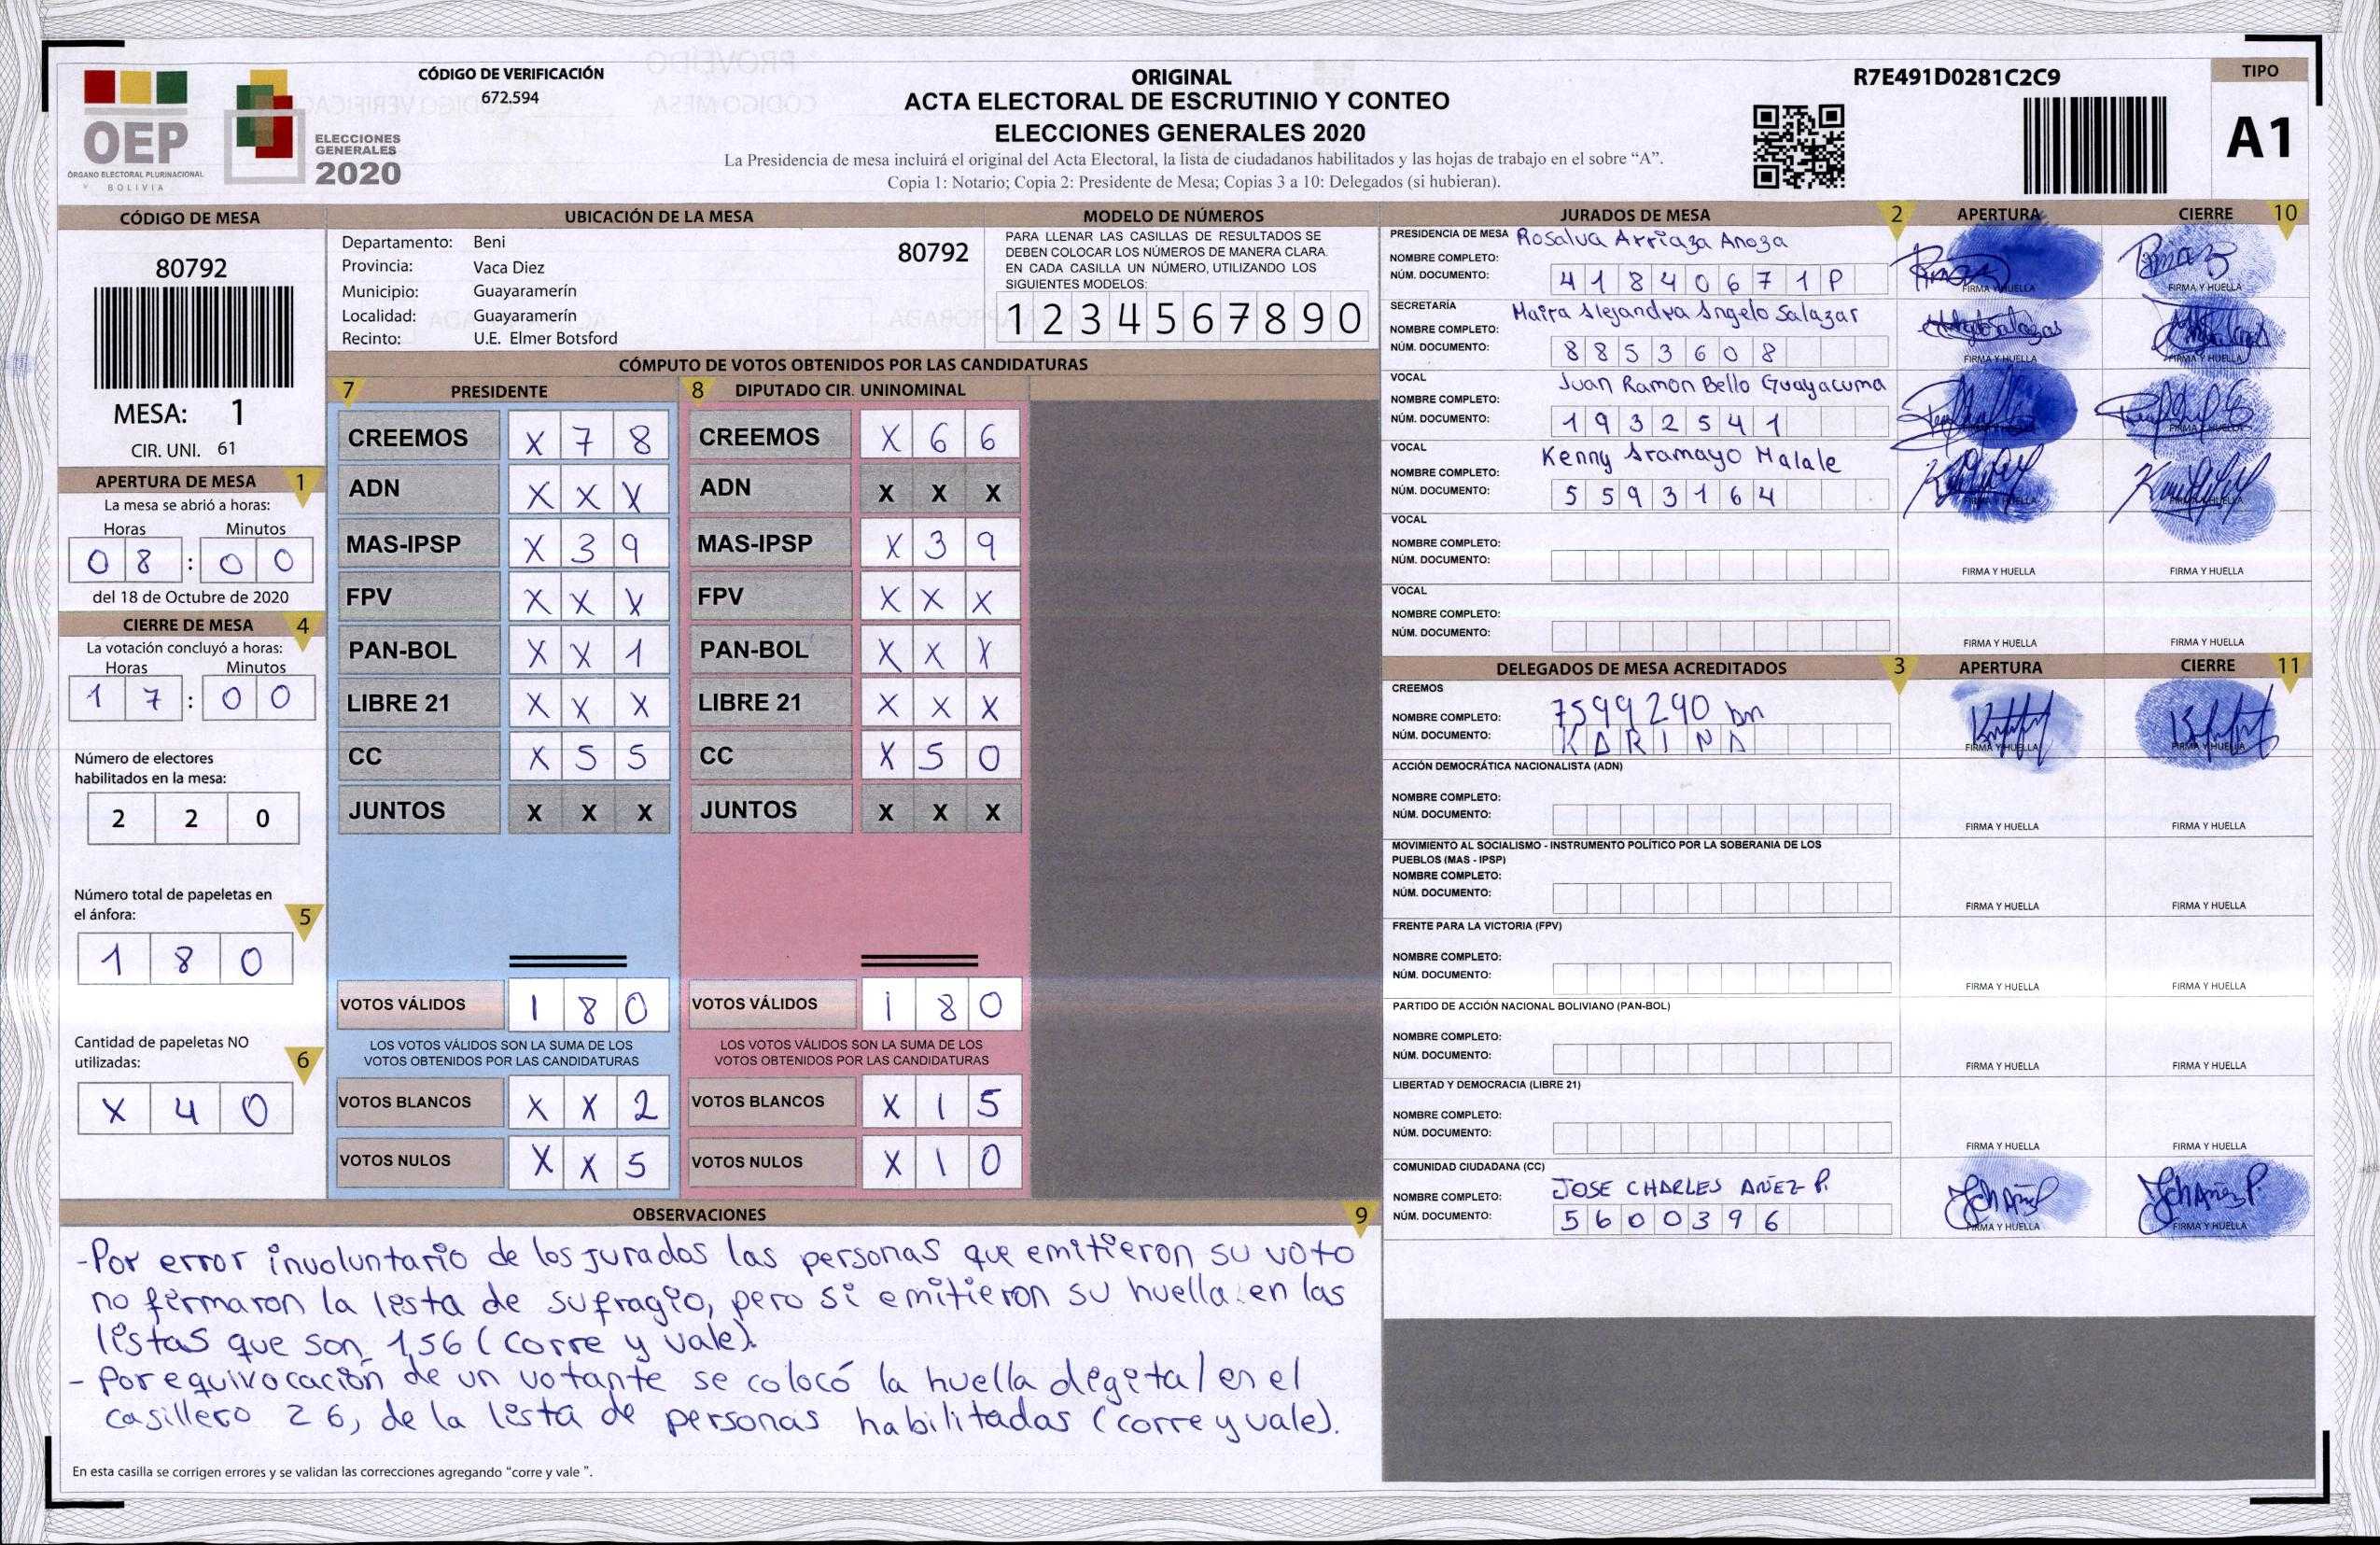 CÓDIGO DE VERIFICACIÓN
672.594
OEP
ÓRGANO ELECTORAL PLURINACIONAL
BOLIVIA
ELECCIONES
GENERALES
2020
ORIGINAL
ACTA ELECTORAL DE ESCRUTINIO Y CONTEO
ELECCIONES GENERALES 2020
La Presidencia de mesa incluirá el original del Acta Electoral, la lista de ciudadanos habilitados y las hojas de trabajo en el sobre “A”.
Copia 1: Notario; Copia 2: Presidente de Mesa; Copias 3 a 10: Delegados (si hubieran).
R7E491D0281C2C9
TIPO
A1
CÓDIGO DE MESA
80792
MESA: 1
CIR. UNI. 61
APERTURA DE MESA 1
La mesa se abrió a horas:
Horas Minutos
0 8 : 0 0
del 18 de Octubre de 2020
CIERRE DE MESA 4
La votación concluyó a horas:
Horas Minutos
1 7 : 0 0
Número de electores
habilitados en la mesa:
2 2 0
Número total de papeletas en
el ánfora: 5
1 8 0
Cantidad de papeletas NO
utilizadas: 6
X 4 0
UBICACIÓN DE LA MESA
Departamento: Beni 80792
Provincia: Vaca Diez
Municipio: Guayaramerín
Localidad: Guayaramerín
Recinto: U.E. Elmer Botsford
MODELO DE NÚMEROS
PARA LLENAR LAS CASILLAS DE RESULTADOS SE
DEBEN COLOCAR LOS NÚMEROS DE MANERA CLARA.
EN CADA CASILLA UN NÚMERO, UTILIZANDO LOS
SIGUIENTES MODELOS:
1 2 3 4 5 6 7 8 9 0
CÓMPUTO DE VOTOS OBTENIDOS POR LAS CANDIDATURAS
7 PRESIDENTE
CREEMOS X 7 8
ADN X X X
MAS-IPSP X 3 9
FPV X X X
PAN-BOL X X 1
LIBRE 21 X X X
CC X 5 5
JUNTOS X X X
VOTOS VÁLIDOS 1 8 0
LOS VOTOS VÁLIDOS SON LA SUMA DE LOS
VOTOS OBTENIDOS POR LAS CANDIDATURAS
VOTOS BLANCOS X X 2
VOTOS NULOS X X 5
8 DIPUTADO CIR. UNINOMINAL
CREEMOS X 6 6
ADN X X X
MAS-IPSP X 3 9
FPV X X X
PAN-BOL X X X
LIBRE 21 X X X
CC X 5 0
JUNTOS X X X
VOTOS VÁLIDOS 1 8 0
LOS VOTOS VÁLIDOS SON LA SUMA DE LOS
VOTOS OBTENIDOS POR LAS CANDIDATURAS
VOTOS BLANCOS X 1 5
VOTOS NULOS X 1 0
OBSERVACIONES 9
-Por error involuntario de los jurados las personas que emitieron su voto
no firmaron la lista de sufragio, pero si emitieron su huella en las
listas que son 156 (corre y vale).
- Por equivocación de un votante se colocó la huella digital en el
casillero 26, de la lista de personas habilitadas (corre y vale).
En esta casilla se corrigen errores y se validan las correcciones agregando “corre y vale ”.
JURADOS DE MESA 2 APERTURA CIERRE 10
PRESIDENCIA DE MESA Rosalva Arriaza Anoza
NOMBRE COMPLETO:
NÚM. DOCUMENTO: 4 1 8 4 0 6 7 1 P
FIRMA Y HUELLA FIRMA Y HUELLA
SECRETARÍA Maira Alejandra Angelo Salazar
NOMBRE COMPLETO:
NÚM. DOCUMENTO: 8 8 5 3 6 0 8
FIRMA Y HUELLA FIRMA Y HUELLA
VOCAL Juan Ramon Bello Guayacuma
NOMBRE COMPLETO:
NÚM. DOCUMENTO: 1 9 3 2 5 4 1
FIRMA Y HUELLA
VOCAL Kenny Aramayo Malale
NOMBRE COMPLETO:
NÚM. DOCUMENTO: 5 5 9 3 1 6 4
FIRMA Y HUELLA FIRMA Y HUELLA
VOCAL
NOMBRE COMPLETO:
NÚM. DOCUMENTO:
FIRMA Y HUELLA FIRMA Y HUELLA
VOCAL
NOMBRE COMPLETO:
NÚM. DOCUMENTO:
FIRMA Y HUELLA FIRMA Y HUELLA
DELEGADOS DE MESA ACREDITADOS 3 APERTURA CIERRE 11
CREEMOS
NOMBRE COMPLETO: 7599290 bn
NÚM. DOCUMENTO: K A R I N A
FIRMA Y HUELLA FIRMA Y HUELLA
ACCIÓN DEMOCRÁTICA NACIONALISTA (ADN)
NOMBRE COMPLETO:
NÚM. DOCUMENTO:
FIRMA Y HUELLA FIRMA Y HUELLA
MOVIMIENTO AL SOCIALISMO - INSTRUMENTO POLÍTICO POR LA SOBERANIA DE LOS
PUEBLOS (MAS - IPSP)
NOMBRE COMPLETO:
NÚM. DOCUMENTO:
FIRMA Y HUELLA FIRMA Y HUELLA
FRENTE PARA LA VICTORIA (FPV)
NOMBRE COMPLETO:
NÚM. DOCUMENTO:
FIRMA Y HUELLA FIRMA Y HUELLA
PARTIDO DE ACCIÓN NACIONAL BOLIVIANO (PAN-BOL)
NOMBRE COMPLETO:
NÚM. DOCUMENTO:
FIRMA Y HUELLA FIRMA Y HUELLA
LIBERTAD Y DEMOCRACIA (LIBRE 21)
NOMBRE COMPLETO:
NÚM. DOCUMENTO:
FIRMA Y HUELLA FIRMA Y HUELLA
COMUNIDAD CIUDADANA (CC)
NOMBRE COMPLETO: JOSE CHARLES AÑEZ P.
NÚM. DOCUMENTO: 5 6 0 0 3 9 6
FIRMA Y HUELLA FIRMA Y HUELLA